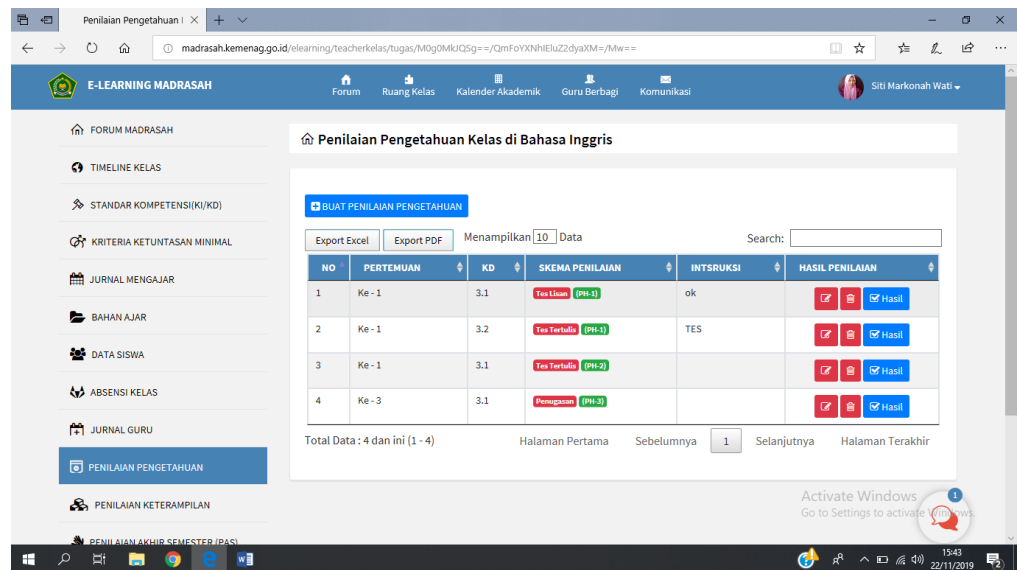 Penilaian Pengetahuan |
madrasah.kemenag.go.id/elearning/teacherkelas/tugas/M0g0MkJQSg==/QmFoYXNhIEluZ2dyaXM=/Mw==
E-LEARNING MADRASAH
Forum Ruang Kelas Kalender Akademik Guru Berbagi Komunikasi
Siti Markonah Wati
FORUM MADRASAH
TIMELINE KELAS
STANDAR KOMPETENSI(KI/KD)
KRITERIA KETUNTASAN MINIMAL
JURNAL MENGAJAR
BAHAN AJAR
DATA SISWA
ABSENSI KELAS
JURNAL GURU
PENILAIAN PENGETAHUAN
PENILAIAN KETERAMPILAN
PENILAIAN AKHIR SEMESTER (PAS)
Penilaian Pengetahuan Kelas di Bahasa Inggris
BUAT PENILAIAN PENGETAHUAN
Export Excel Export PDF Menampilkan 10 Data Search:
NO PERTEMUAN KD SKEMA PENILAIAN INTSRUKSI HASIL PENILAIAN
1 Ke - 1 3.1 Tes Lisan (PH-1) ok Hasil
2 Ke - 1 3.2 Tes Tertulis (PH-1) TES Hasil
3 Ke - 1 3.1 Tes Tertulis (PH-2) Hasil
4 Ke - 3 3.1 Penugasan (PH-3) Hasil
Total Data : 4 dan ini (1 - 4) Halaman Pertama Sebelumnya 1 Selanjutnya Halaman Terakhir
Activate Windows
Go to Settings to activate Windows.
1
15:43
22/11/2019
2